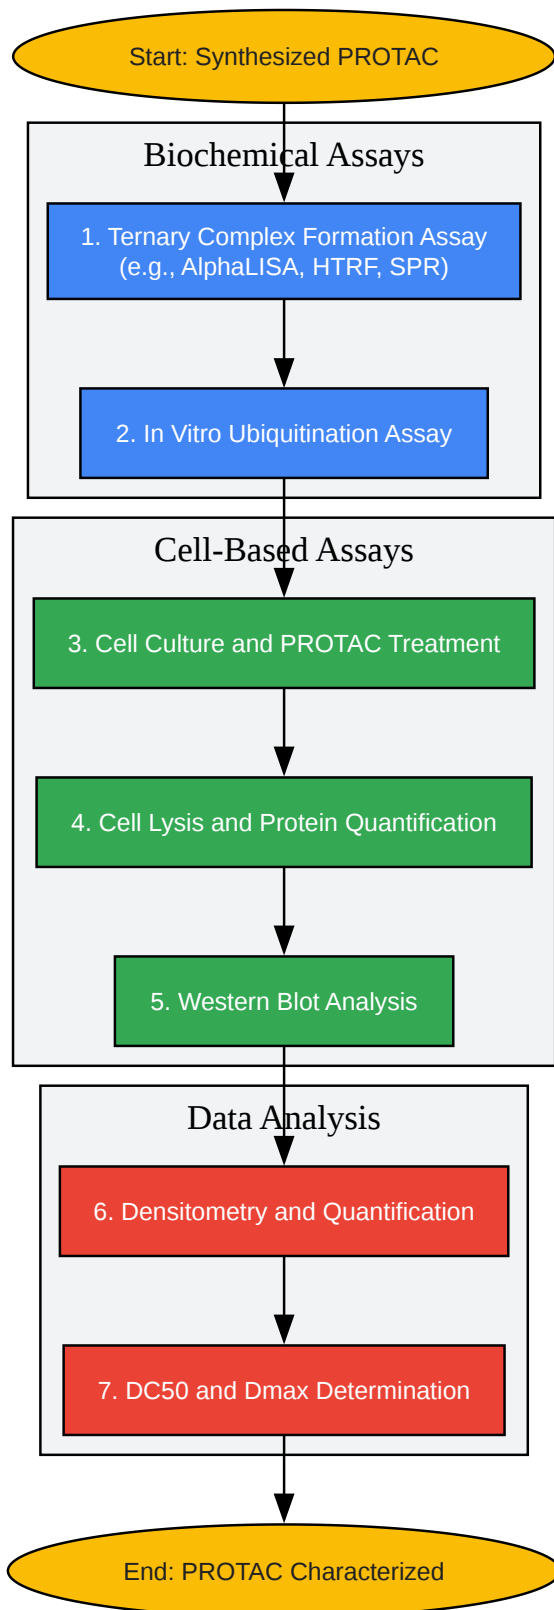 Start: Synthesized PROTAC
Biochemical Assays
1. Ternary Complex Formation Assay
(e.g., AlphaLISA, HTRF, SPR)
2. In Vitro Ubiquitination Assay
Cell-Based Assays
3. Cell Culture and PROTAC Treatment
4. Cell Lysis and Protein Quantification
5. Western Blot Analysis
Data Analysis
6. Densitometry and Quantification
7. DC50 and Dmax Determination
End: PROTAC Characterized